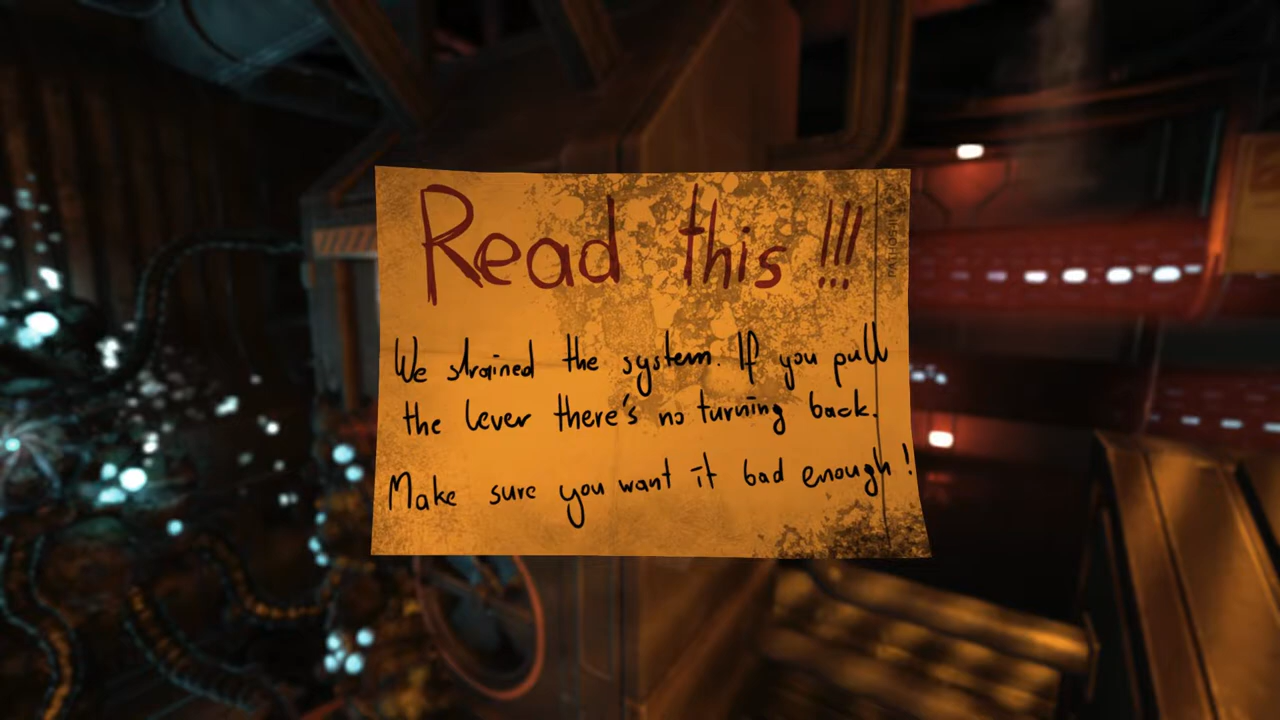 Read this !!!
We strained the system. If you pull
the lever there's no turning back.
Make sure you want it bad enough!